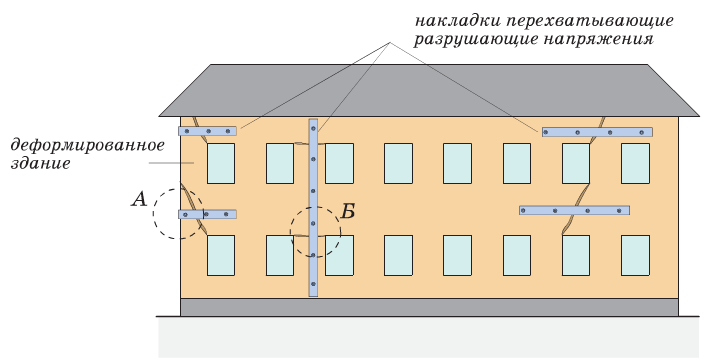 накладки перехватывающие
разрушающие напряжения
деформированное
здание
А
Б